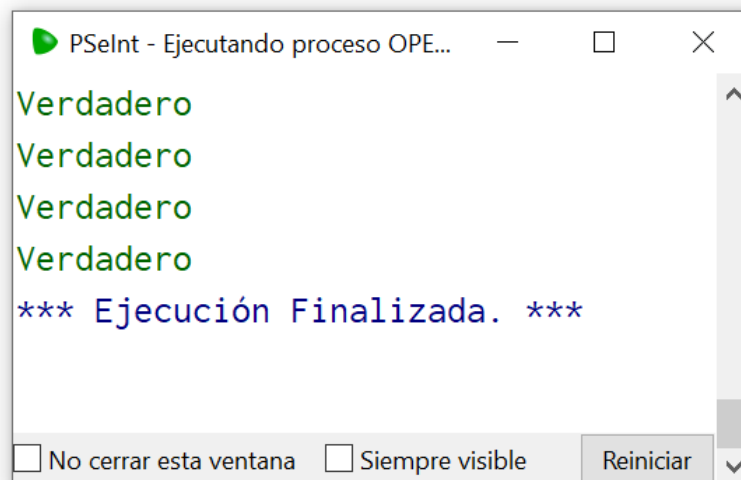 PSeInt - Ejecutando proceso OPE...
Verdadero
Verdadero
Verdadero
Verdadero
*** Ejecución Finalizada. ***
No cerrar esta ventana Siempre visible Reiniciar